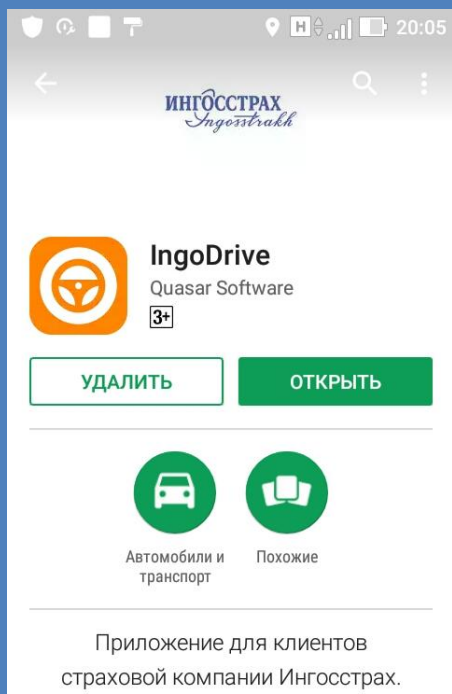 H
20:05
ИНГОССТРАХ
Ingosstrakh
IngoDrive
Quasar Software
3+
УДАЛИТЬ
ОТКРЫТЬ
Автомобили и
транспорт
Похожие
Приложение для клиентов
страховой компании Ингосстрах.